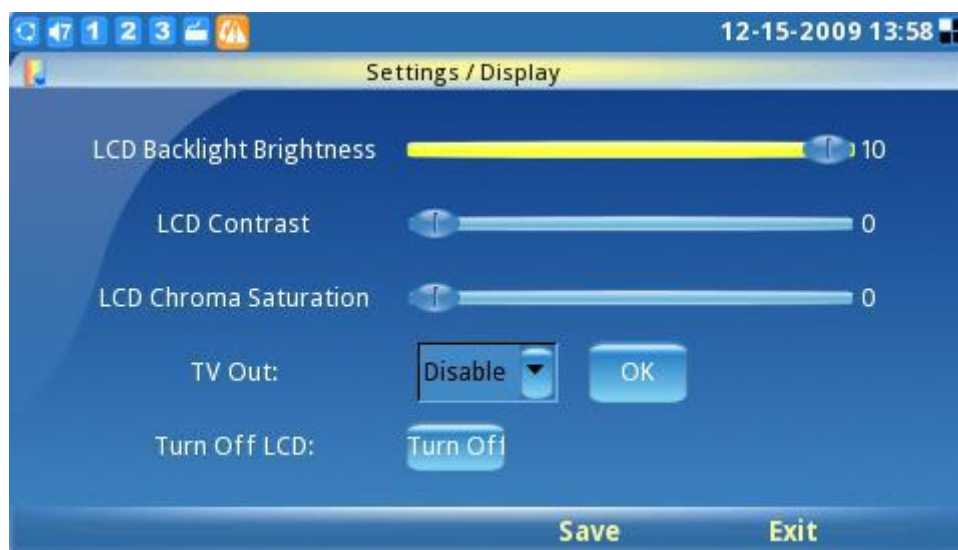 7 1 2 3 12-15-2009 13:58
Settings / Display
LCD Backlight Brightness 10
LCD Contrast 0
LCD Chroma Saturation 0
TV Out: Disable OK
Turn Off LCD: Turn Off
Save Exit